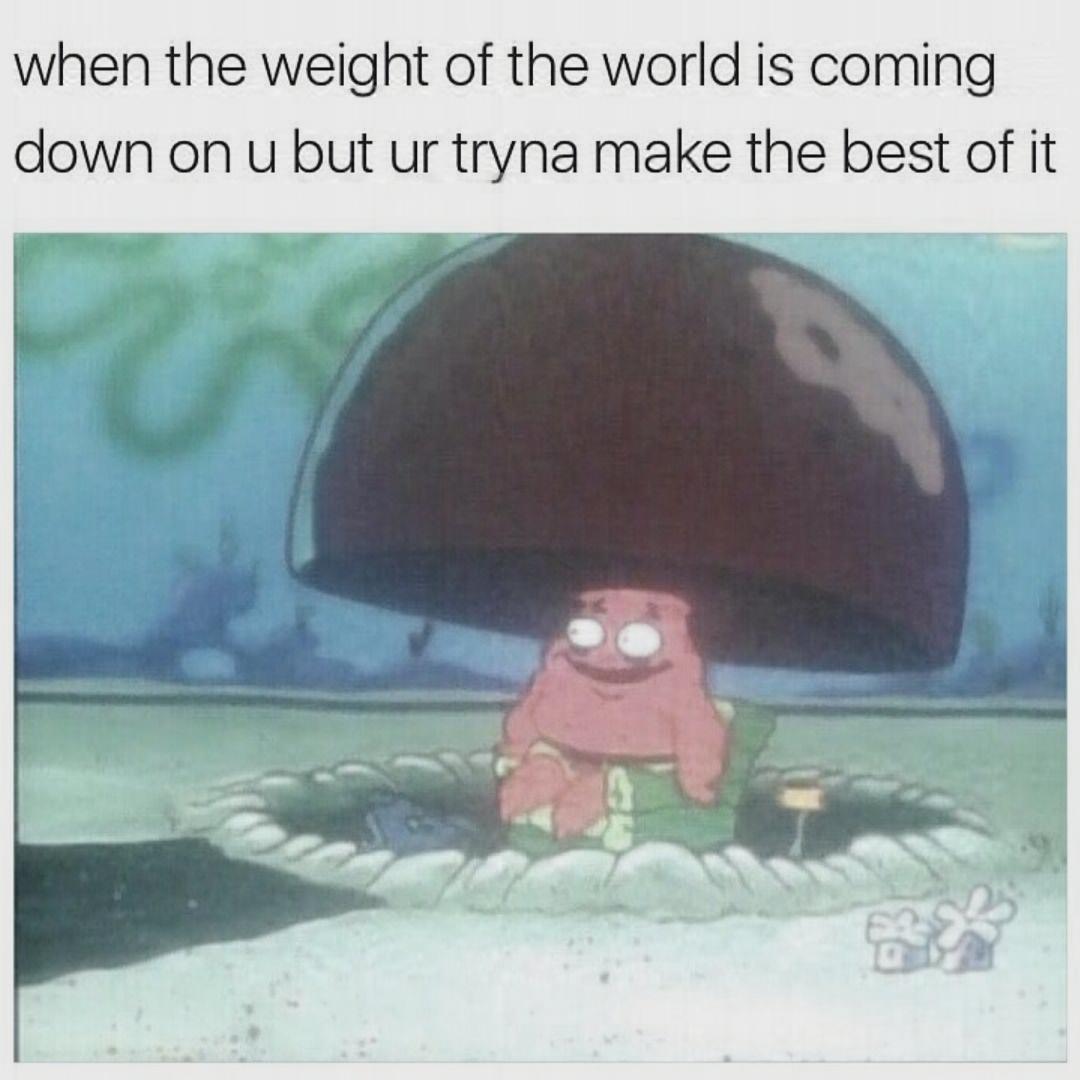 when the weight of the world is coming
down on u but ur tryna make the best of it